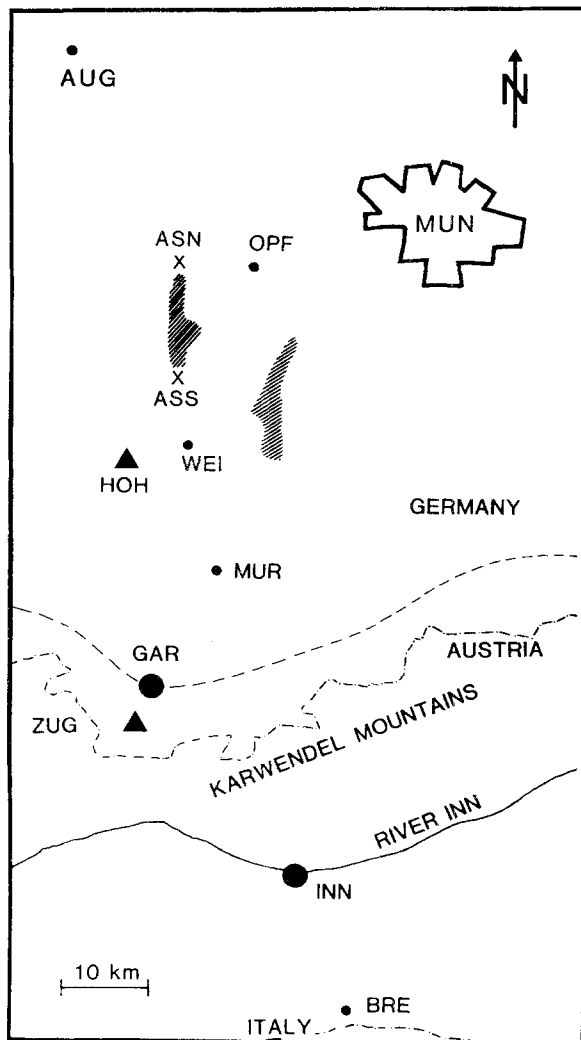 AUG
N
MUN
ASN
OPF
ASS
WEI
HOH
GERMANY
MUR
GAR
AUSTRIA
ZUG
KARWENDEL MOUNTAINS
RIVER INN
INN
10 km
BRE
ITALY